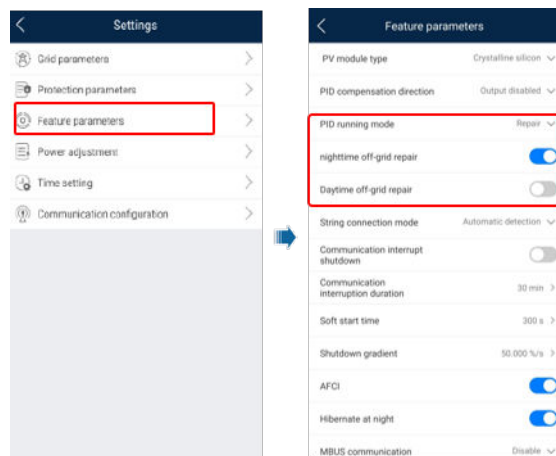 Settings
Grid parameters
Protection parameters
Feature parameters
Power adjustment
Time setting
Communication configuration
Feature parameters
PV module type Crystalline silicon
PID compensation direction Output disabled
PID running mode Repair
nighttime off-grid repair
Daytime off-grid repair
String connection mode Automatic detection
Communication interrupt
shutdown
Communication
interruption duration 30 min
Soft start time 300 s
Shutdown gradient 50.000 %/s
AFCI
Hibernate at night
MBUS communication Disable